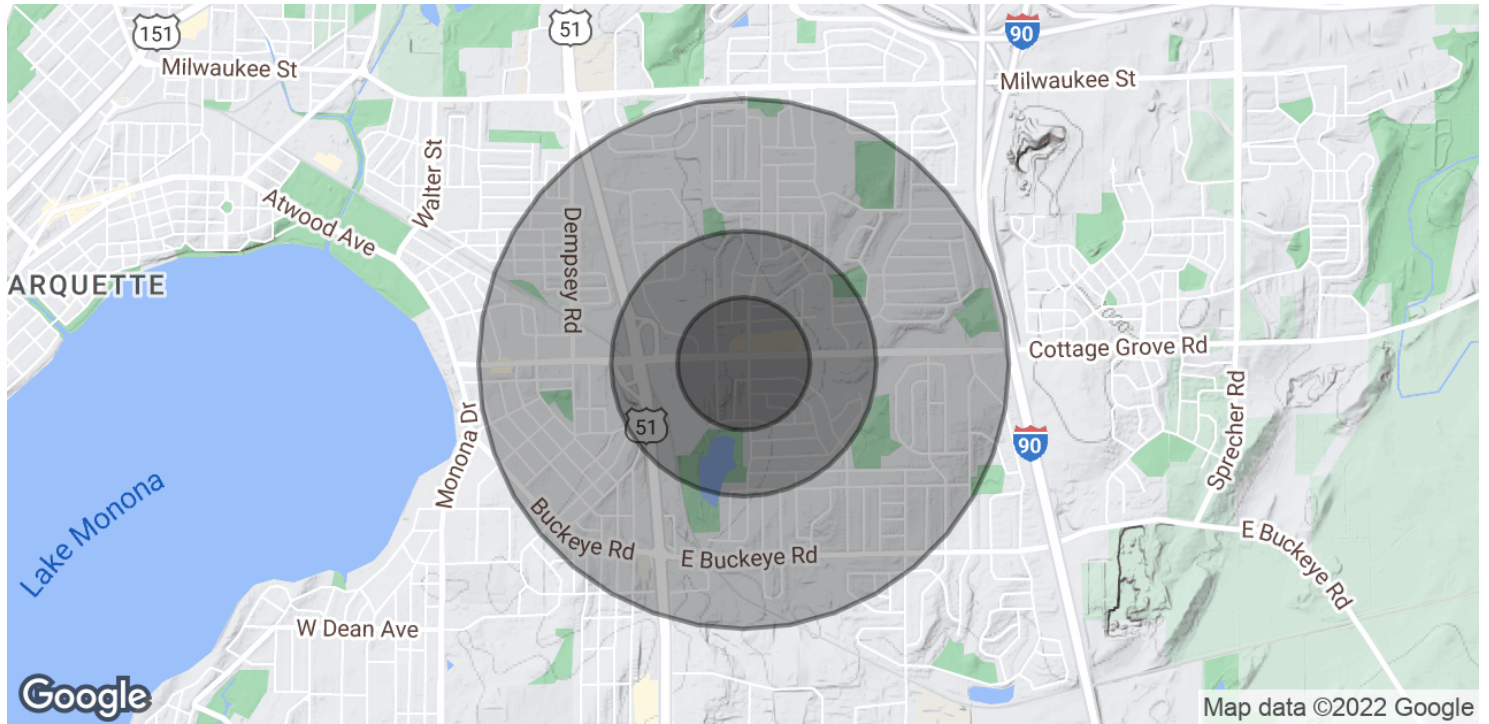 151
51
90
Milwaukee St
Milwaukee St
Walter St
Atwood Ave
Dempsey Rd
ARQUETTE
Cottage Grove Rd
Sprecher Rd
51
90
Monona Dr
Lake Monona
Buckeye Rd
E Buckeye Rd
E Buckeye Rd
W Dean Ave
Google
Map data ©2022 Google